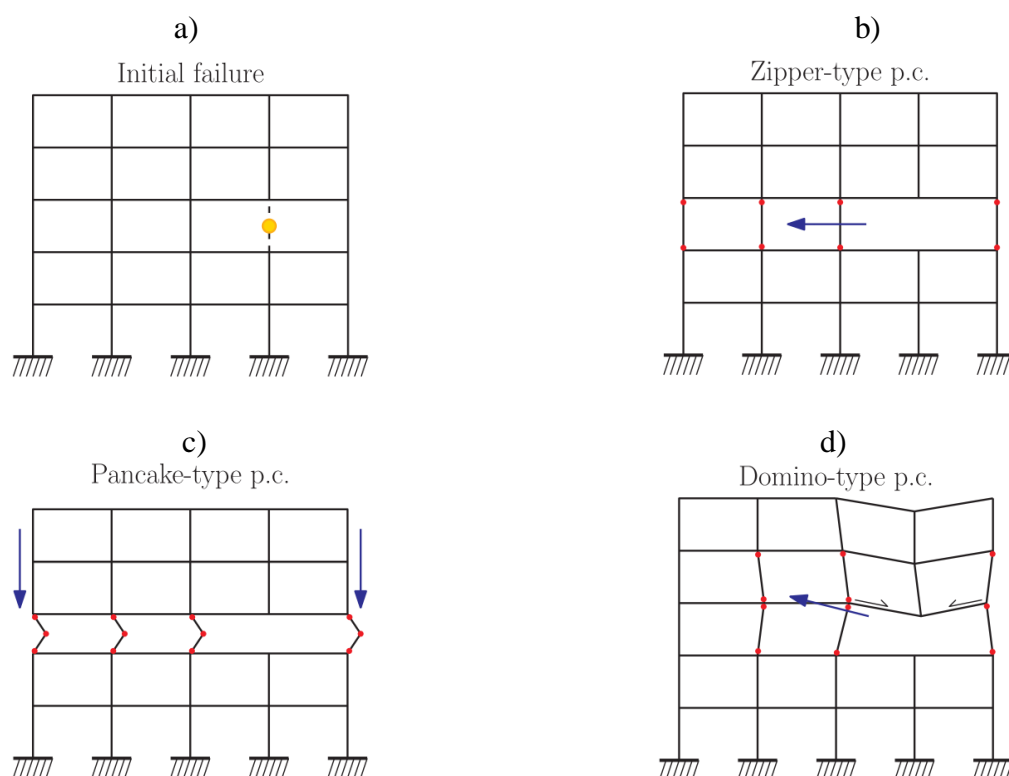 a)
Initial failure
b)
Zipper-type p.c.
c)
Pancake-type p.c.
d)
Domino-type p.c.